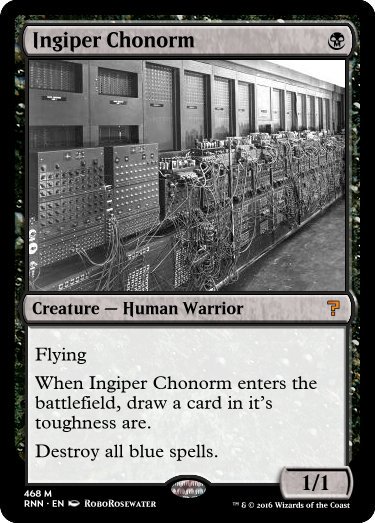 Ingiper Chonorm
Creature — Human Warrior
Flying
When Ingiper Chonorm enters the
battlefield, draw a card in it's
toughness are.
Destroy all blue spells.
1/1
468 M
RNN • EN RoboRosewater
™ & © 2016 Wizards of the Coast